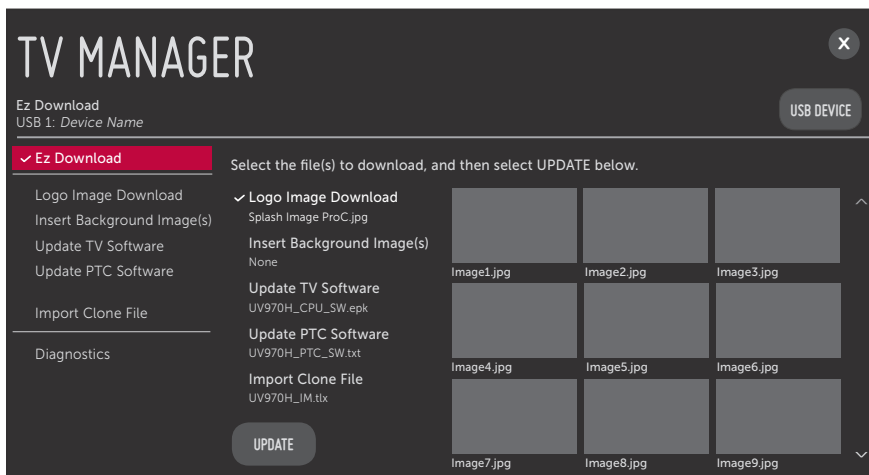 TV MANAGER
X
Ez Download
USB 1: Device Name
USB DEVICE
✓ Ez Download
Logo Image Download
Insert Background Image(s)
Update TV Software
Update PTC Software
Import Clone File
Diagnostics
Select the file(s) to download, and then select UPDATE below.
✓ Logo Image Download
Splash Image ProC.jpg
Insert Background Image(s)
None
Update TV Software
UV970H_CPU_SW.epk
Update PTC Software
UV970H_PTC_SW.txt
Import Clone File
UV970H_IM.tlx
UPDATE
Image1.jpg Image2.jpg Image3.jpg
Image4.jpg Image5.jpg Image6.jpg
Image7.jpg Image8.jpg Image9.jpg